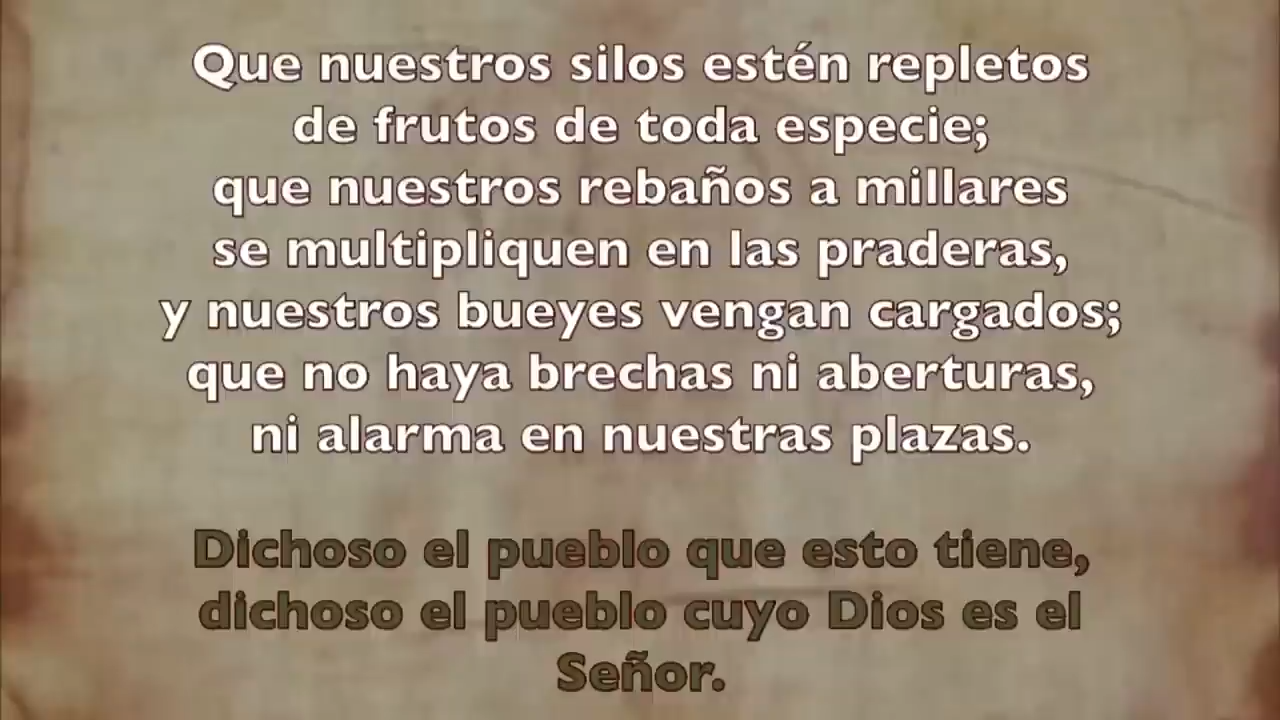 Que nuestros silos estén repletos
de frutos de toda especie;
que nuestros rebaños a millares
se multipliquen en las praderas,
y nuestros bueyes vengan cargados;
que no haya brechas ni aberturas,
ni alarma en nuestras plazas.
Dichoso el pueblo que esto tiene,
dichoso el pueblo cuyo Dios es el
Señor.